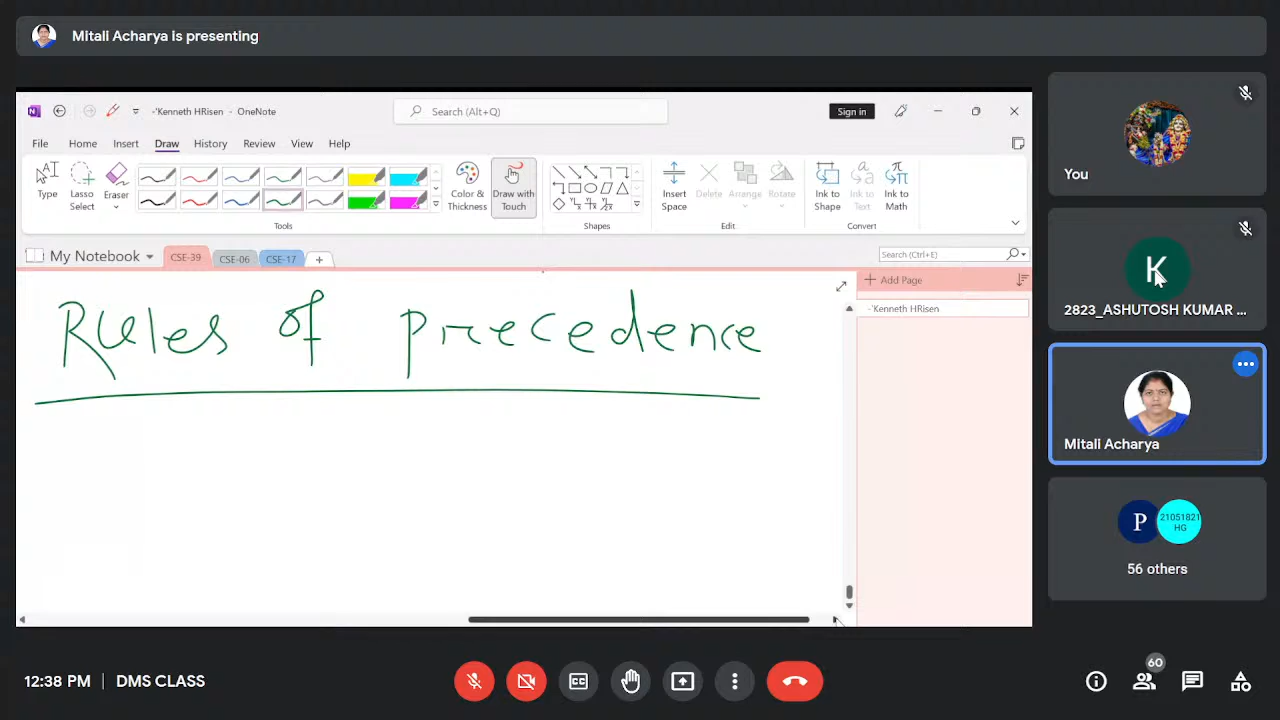 Mitali Acharya is presenting
-'Kenneth HRisen - OneNote
Search (Alt+Q)
Sign in
File Home Insert Draw History Review View Help
Type
Lasso Select
Eraser
Color & Thickness
Draw with Touch
Insert Space
Delete
Arrange
Rotate
Ink to Shape
Ink to Text
Ink to Math
Tools Shapes Edit Convert
My Notebook CSE-39 CSE-06 CSE-17 +
Search (Ctrl+E)
Add Page
-'Kenneth HRisen
Rules of precedence
You
K
2823_ASHUTOSH KUMAR ...
Mitali Acharya
P
21051821 HG
56 others
12:38 PM | DMS CLASS
60